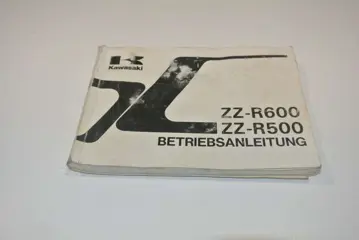 Kawasaki
ZZ-R600
ZZ-R500
BETRIEBSANLEITUNG